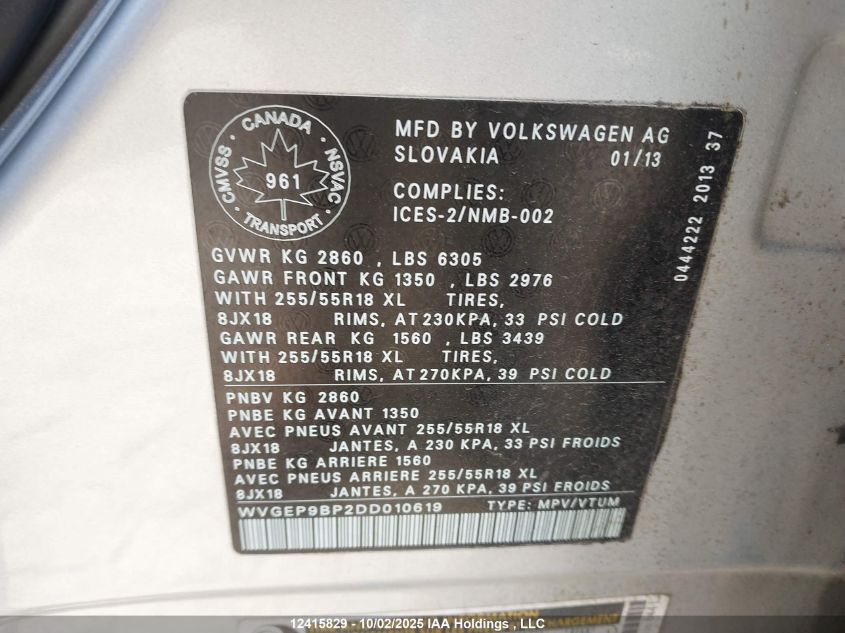 CANADA
CMVSS
NSVAC
961
TRANSPORT
MFD BY VOLKSWAGEN AG
SLOVAKIA 01/13
COMPLIES:
ICES-2/NMB-002
0444222 2013 37
GVWR KG 2860 , LBS 6305
GAWR FRONT KG 1350 , LBS 2976
WITH 255/55R18 XL TIRES,
8JX18 RIMS, AT 230KPA, 33 PSI COLD
GAWR REAR KG 1560 , LBS 3439
WITH 255/55R18 XL TIRES,
8JX18 RIMS, AT 270KPA, 39 PSI COLD
PNBV KG 2860
PNBE KG AVANT 1350
AVEC PNEUS AVANT 255/55R18 XL
8JX18 JANTES, A 230 KPA, 33 PSI FROIDS
PNBE KG ARRIERE 1560
AVEC PNEUS ARRIERE 255/55R18 XL
8JX18 JANTES, A 270 KPA, 39 PSI FROIDS
WVGEP9BP2DD010619 TYPE: MPV/VTUM
12415829 - 10/02/2025 IAA Holdings , LLC